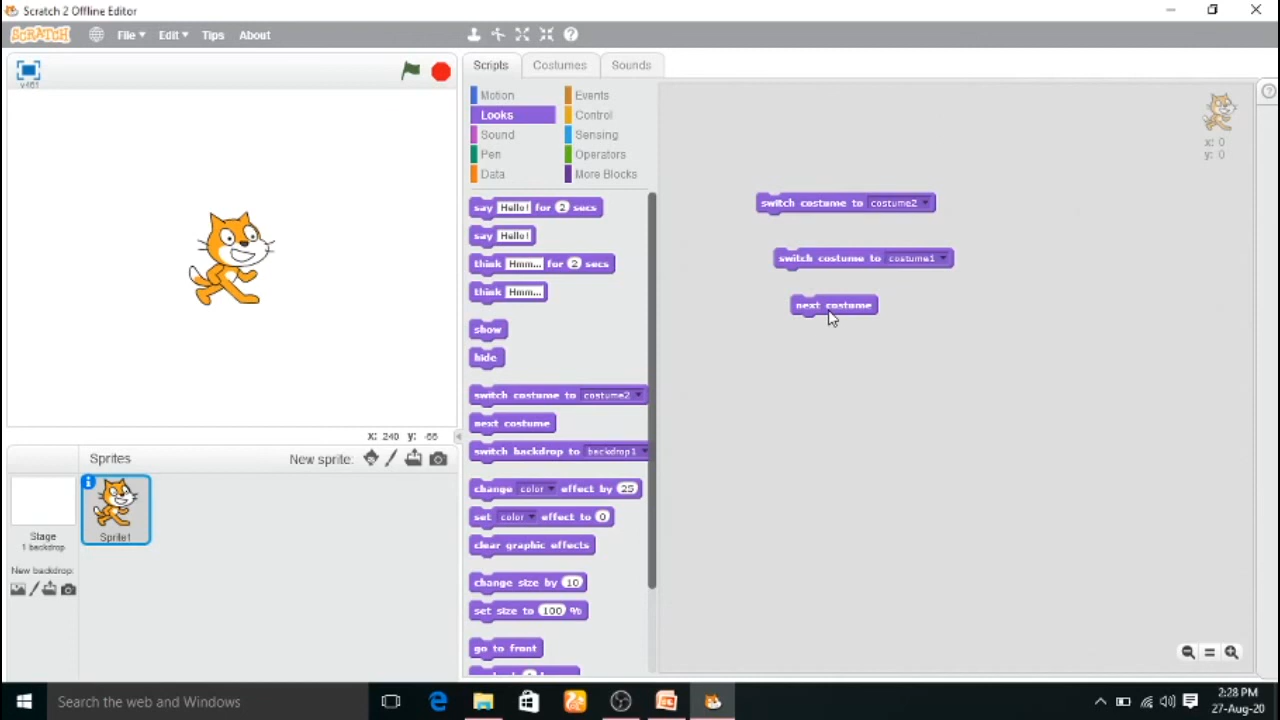 Scratch 2 Offline Editor
SCRATCH File Edit Tips About
v461
Scripts Costumes Sounds
Motion Events
Looks Control
Sound Sensing
Pen Operators
Data More Blocks
say Hello! for 2 secs
say Hello!
think Hmm... for 2 secs
think Hmm...
show
hide
switch costume to costume2
next costume
switch backdrop to backdrop1
change color effect by 25
set color effect to 0
clear graphic effects
change size by 10
set size to 100 %
go to front
switch costume to costume2
switch costume to costume1
next costume
x: 0
y: 0
x: 240 y: -66
Sprites New sprite:
Stage
1 backdrop
New backdrop:
Sprite1
Search the web and Windows
2:28 PM
27-Aug-20